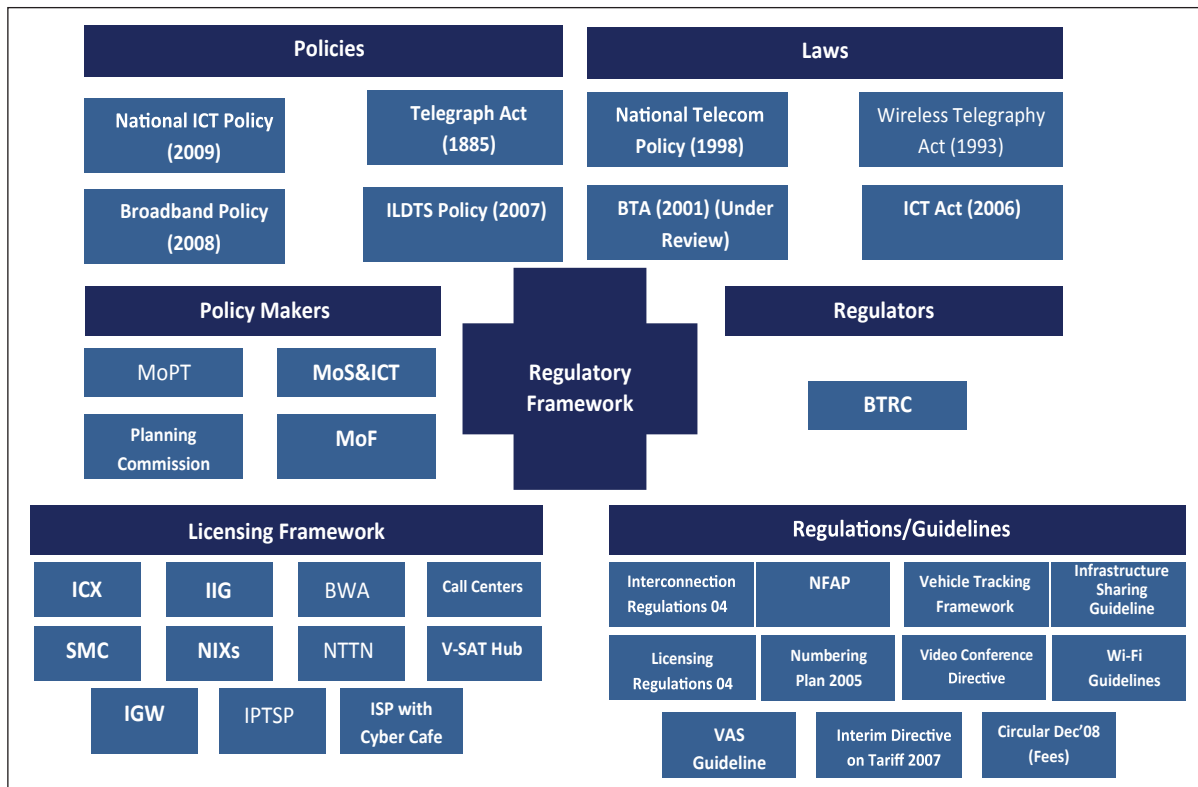 Policies
Laws
National ICT Policy
(2009)
Telegraph Act
(1885)
National Telecom
Policy (1998)
Wireless Telegraphy
Act (1993)
Broadband Policy
(2008)
ILDTS Policy (2007)
BTA (2001) (Under
Review)
ICT Act (2006)
Policy Makers
Regulatory
Framework
Regulators
MoPT
MoS&ICT
Planning
Commission
MoF
BTRC
Licensing Framework
ICX
IIG
BWA
Call Centers
SMC
NIXs
NTTN
V-SAT Hub
IGW
IPTSP
ISP with
Cyber Cafe
Regulations/Guidelines
Interconnection
Regulations 04
NFAP
Vehicle Tracking
Framework
Infrastructure
Sharing
Guideline
Licensing
Regulations 04
Numbering
Plan 2005
Video Conference
Directive
Wi-Fi
Guidelines
VAS
Guideline
Interim Directive
on Tariff 2007
Circular Dec’08
(Fees)